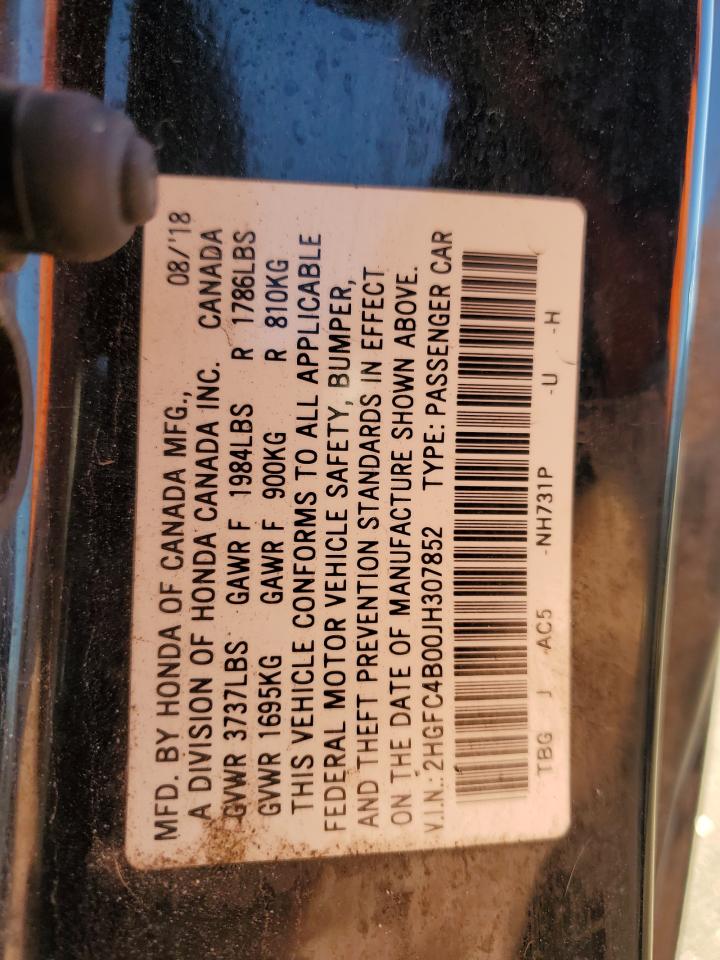 08/'18
MFD. BY HONDA OF CANADA MFG.,
A DIVISION OF HONDA CANADA INC. CANADA
GVWR 3737LBS GAWR F 1984LBS R 1786LBS
GVWR 1695KG GAWR F 900KG R 810KG
THIS VEHICLE CONFORMS TO ALL APPLICABLE
FEDERAL MOTOR VEHICLE SAFETY, BUMPER,
AND THEFT PREVENTION STANDARDS IN EFFECT
ON THE DATE OF MANUFACTURE SHOWN ABOVE.
V.I.N.: 2HGFC4B00JH307852 TYPE: PASSENGER CAR
TBG J AC5 -NH731P -U -H